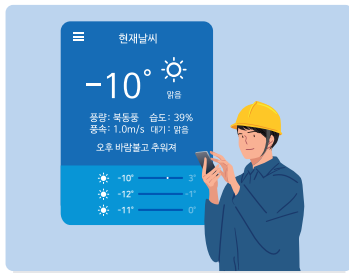 현재날씨
-10°
맑음
풍량: 북동풍 습도: 39%
풍속: 1.0m/s 대기: 맑음
오후 바람불고 추워져
-10° 3°
-12° -1°
-11° 0°